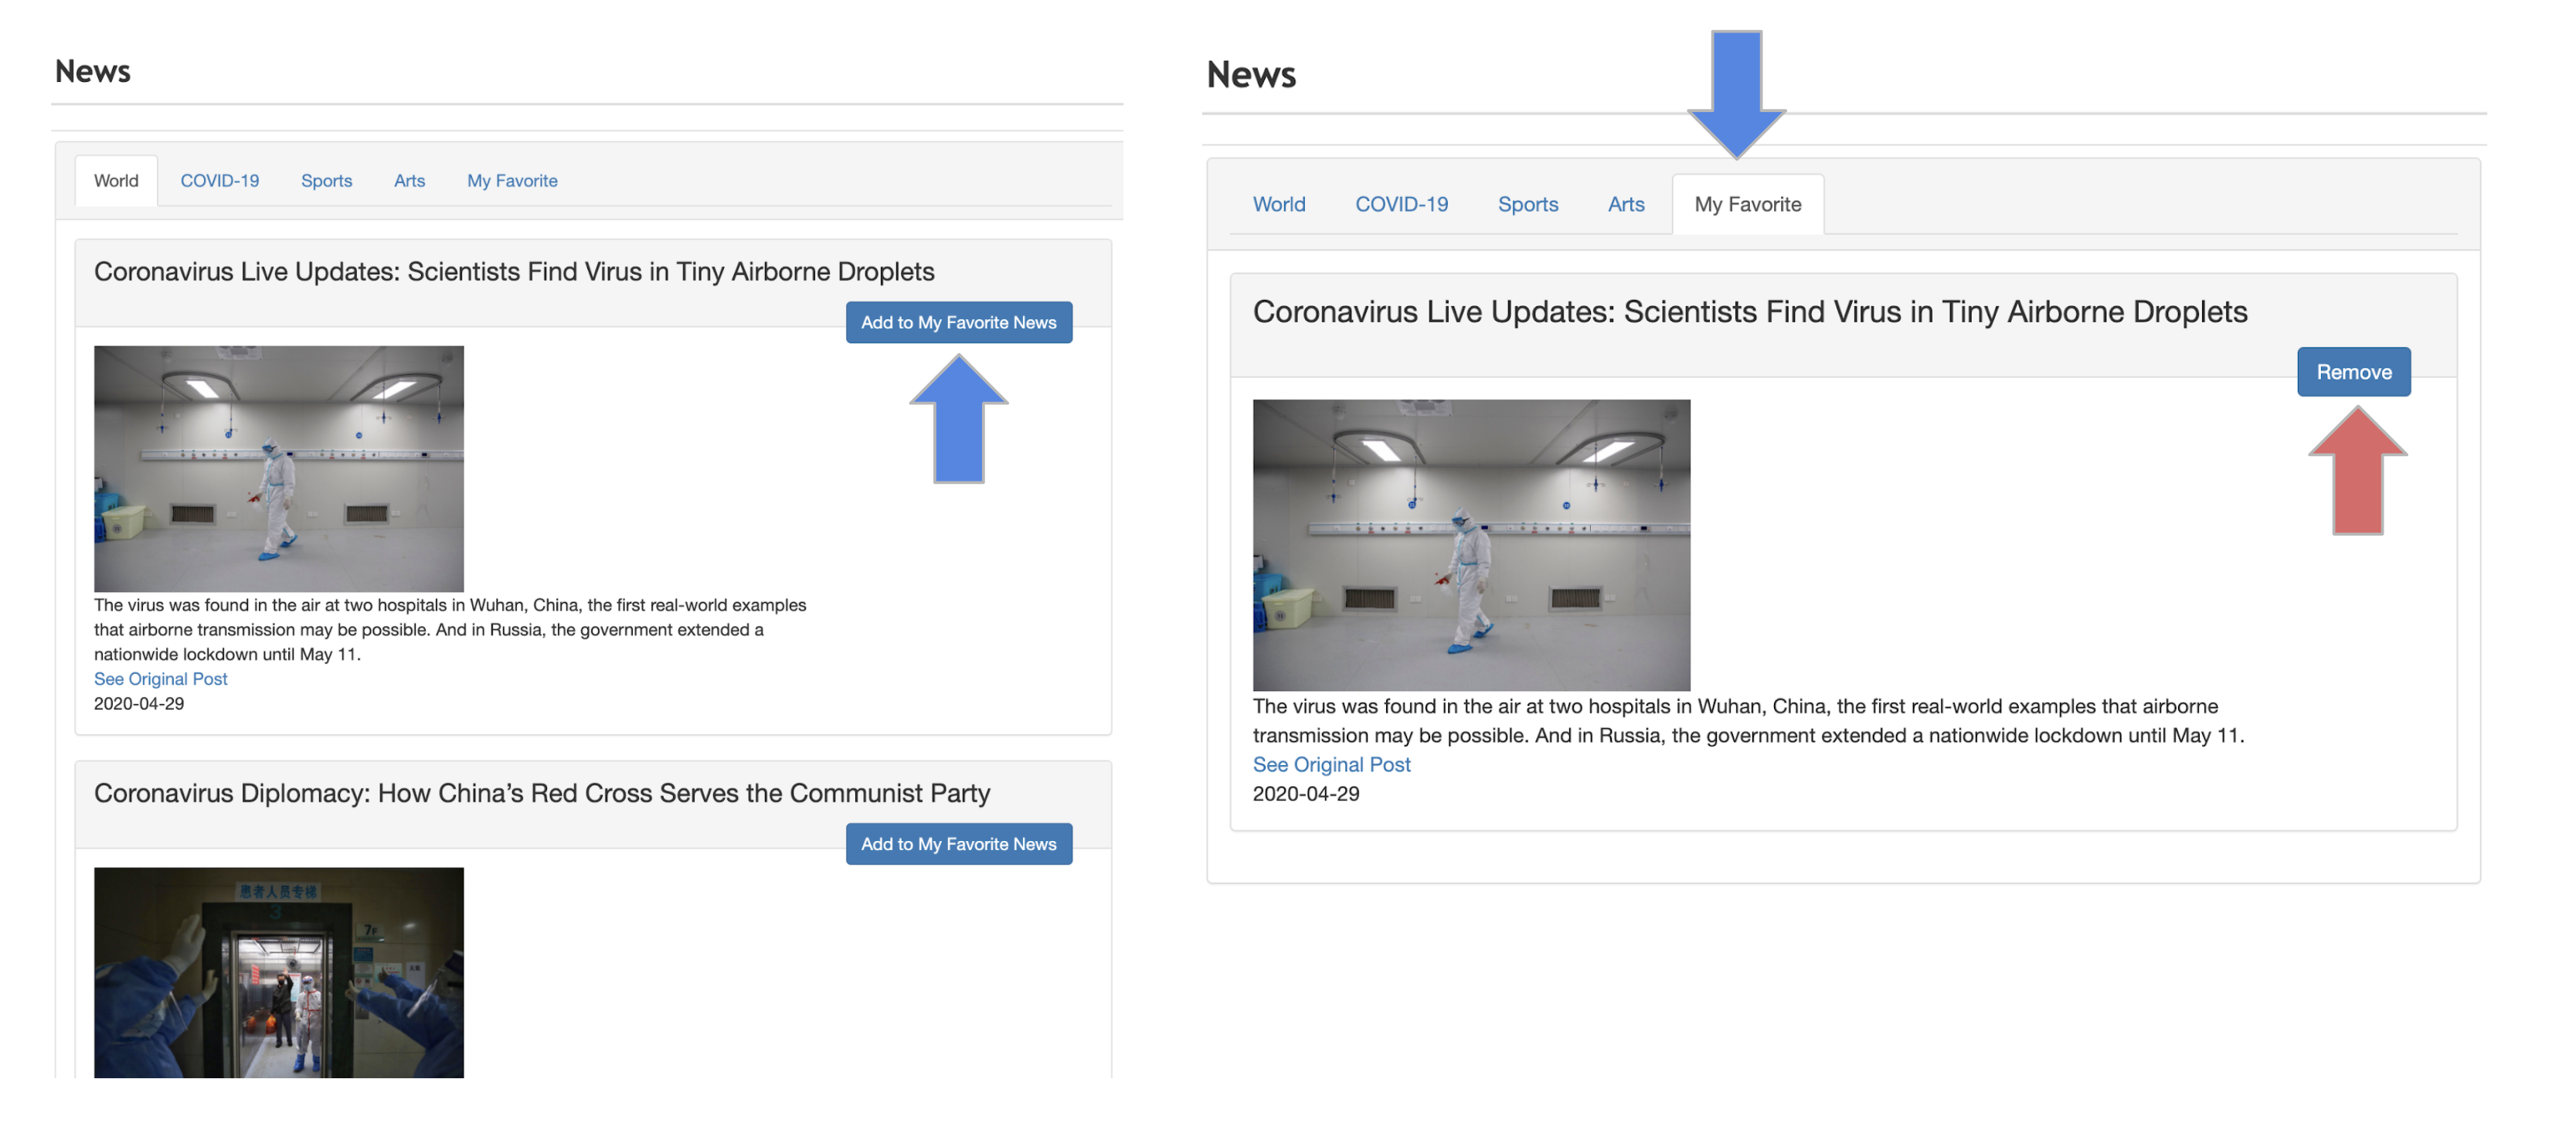 News
World
COVID-19
Sports
Arts
My Favorite
Coronavirus Live Updates: Scientists Find Virus in Tiny Airborne Droplets
Add to My Favorite News
The virus was found in the air at two hospitals in Wuhan, China, the first real-world examples
that airborne transmission may be possible. And in Russia, the government extended a
nationwide lockdown until May 11.
See Original Post
2020-04-29
Coronavirus Diplomacy: How China’s Red Cross Serves the Communist Party
Add to My Favorite News
患者人员专梯
3
7F
News
World
COVID-19
Sports
Arts
My Favorite
Coronavirus Live Updates: Scientists Find Virus in Tiny Airborne Droplets
Remove
The virus was found in the air at two hospitals in Wuhan, China, the first real-world examples that airborne
transmission may be possible. And in Russia, the government extended a nationwide lockdown until May 11.
See Original Post
2020-04-29